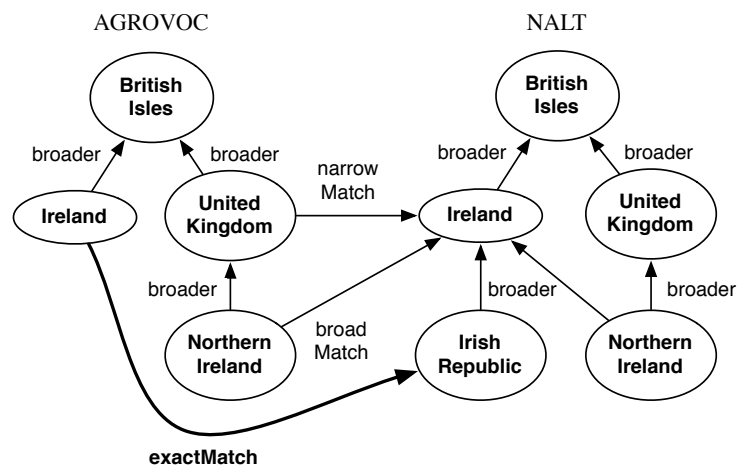 AGROVOC
NALT
British
Isles
British
Isles
broader
broader
narrow
Match
broader
broader
Ireland
United
Kingdom
Ireland
United
Kingdom
broader
broad
Match
broader
broader
Northern
Ireland
Irish
Republic
Northern
Ireland
exactMatch